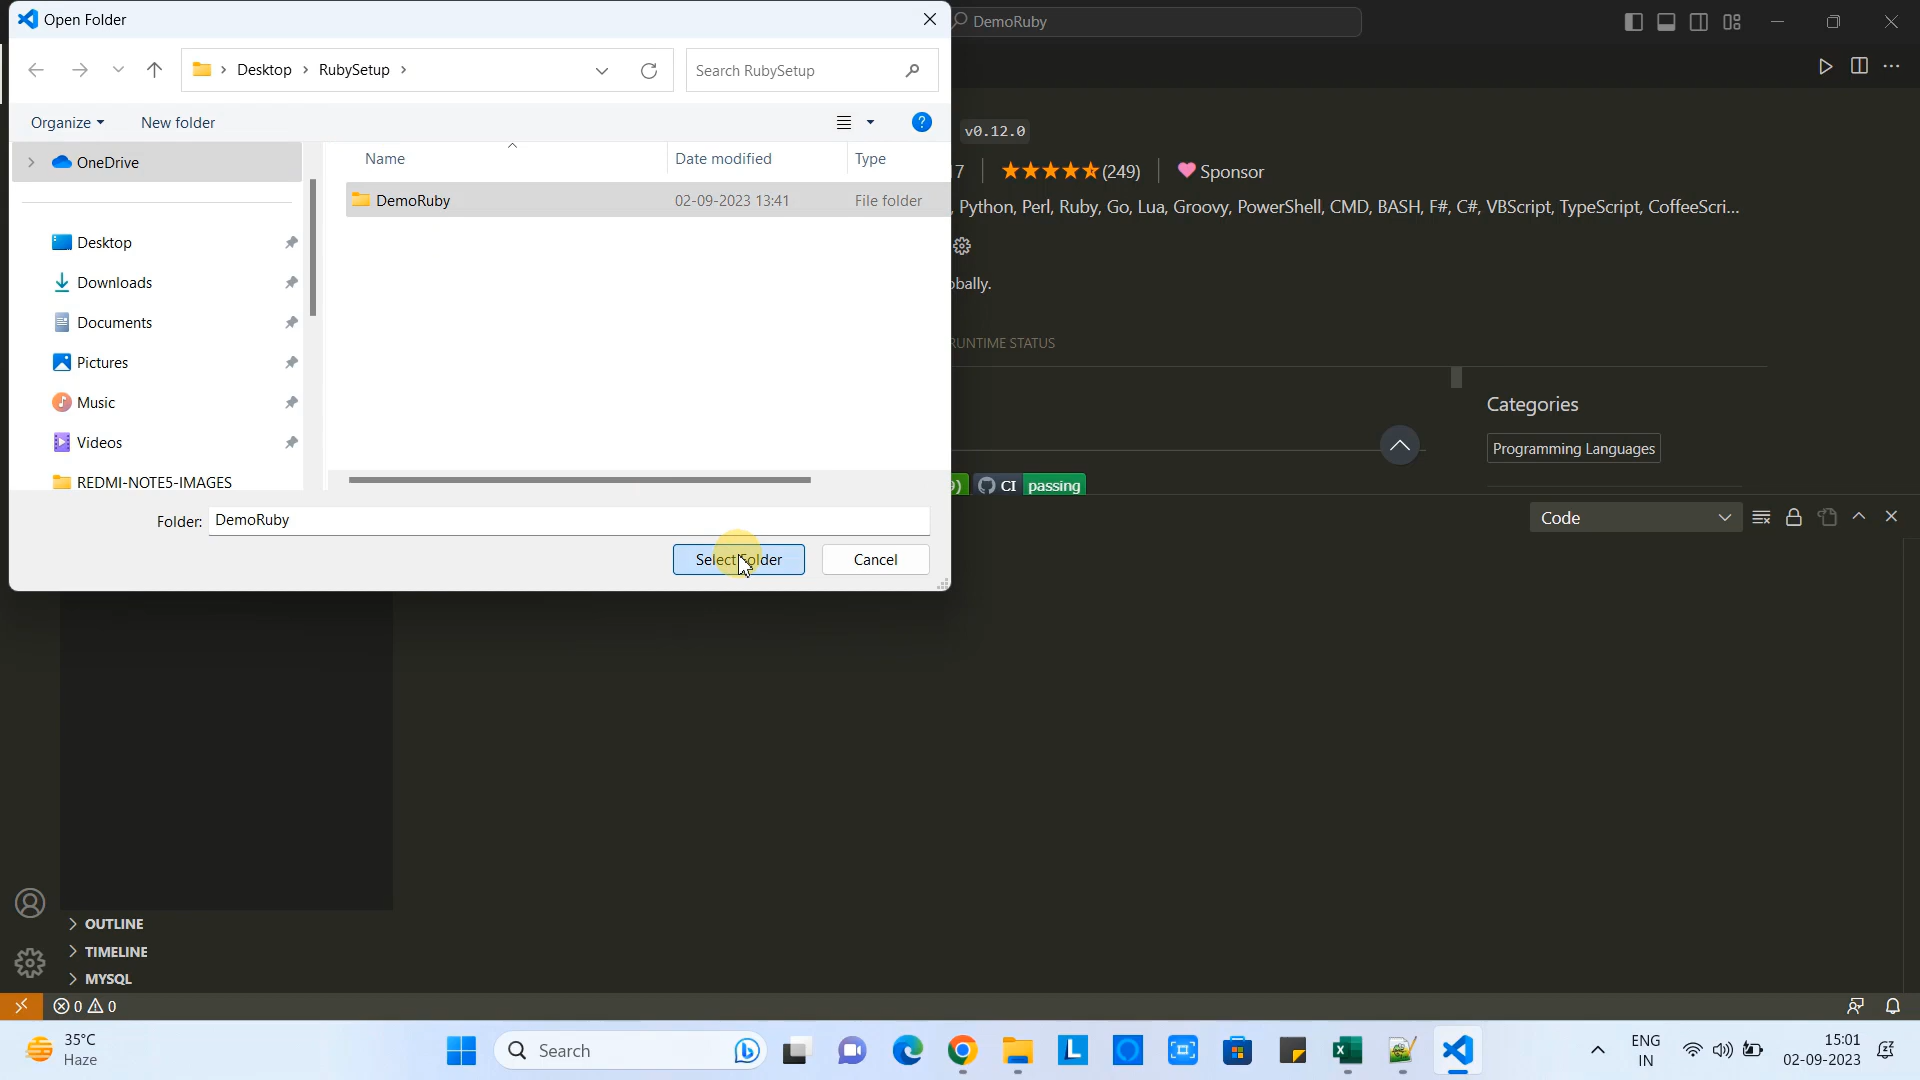 Open Folder
DemoRuby
Desktop
RubySetup
Search RubySetup
Organize
New folder
OneDrive
Name
Date modified
Type
DemoRuby
02-09-2023 13:41
File folder
Desktop
Downloads
Documents
Pictures
Music
Videos
REDMI-NOTE5-IMAGES
Folder: DemoRuby
Select Folder
Cancel
v0.12.0
(249)
Sponsor
, Python, Perl, Ruby, Go, Lua, Groovy, PowerShell, CMD, BASH, F#, C#, VBScript, TypeScript, CoffeeScri...
RUNTIME STATUS
Categories
Programming Languages
CI passing
Code
OUTLINE
TIMELINE
MYSQL
0 0
35°C
Haze
Search
ENG
IN
15:01
02-09-2023